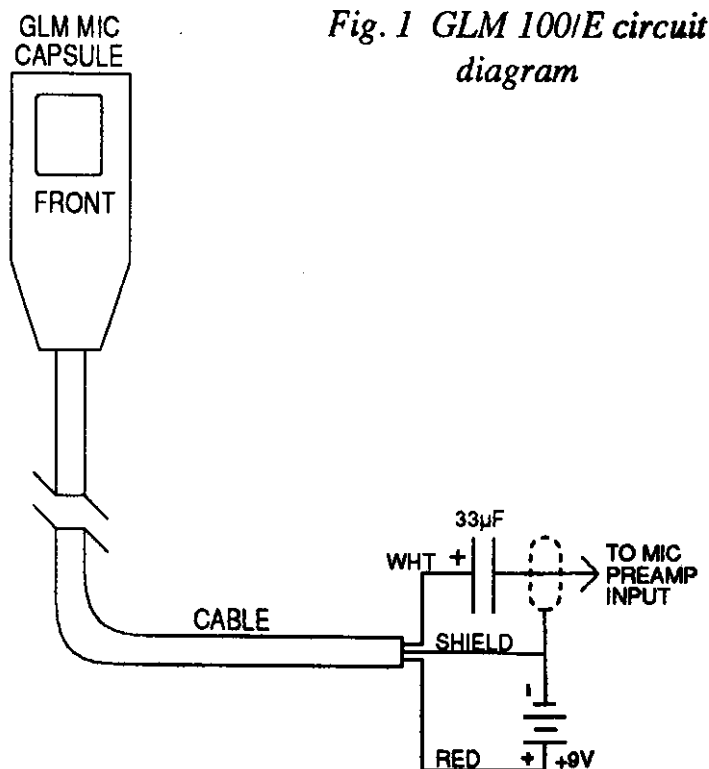 GLM MIC
CAPSULE
Fig. 1 GLM 100/E circuit
diagram
FRONT
33µF
WHT +
TO MIC
PREAMP
INPUT
CABLE
SHIELD
RED
+ +9V